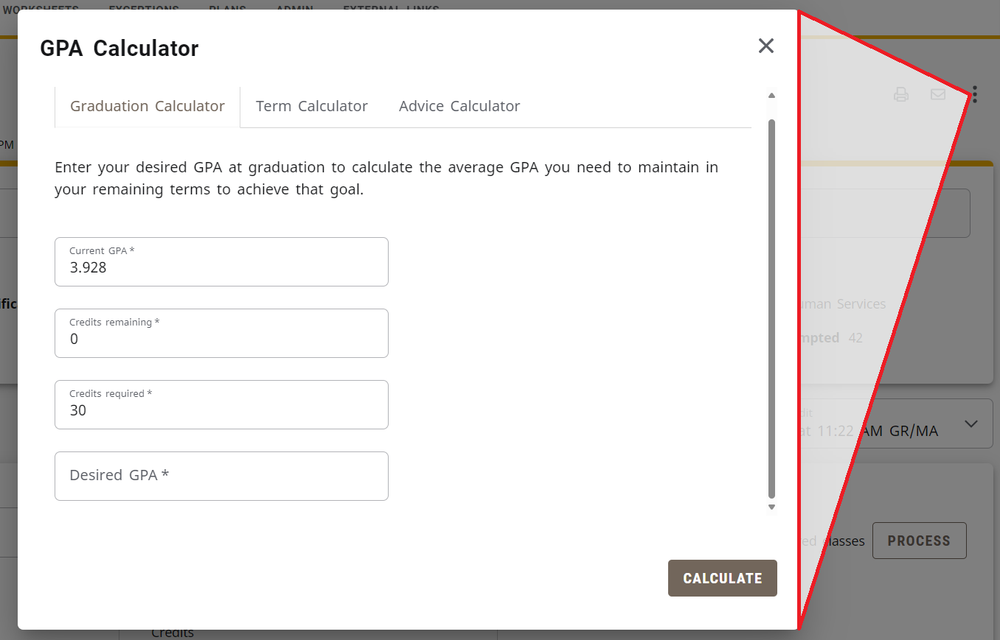 WORKSHEETS EXCEPTIONS PLANS ADMIN EXTERNAL LINKS
GPA Calculator
Graduation Calculator Term Calculator Advice Calculator
PM
Enter your desired GPA at graduation to calculate the average GPA you need to maintain in
your remaining terms to achieve that goal.
Current GPA *
3.928
ific
uman Services
Credits remaining *
0
mpted 42
Credits required *
30
dit
at 11:22 AM GR/MA
Desired GPA *
ed classes PROCESS
CALCULATE
Credits